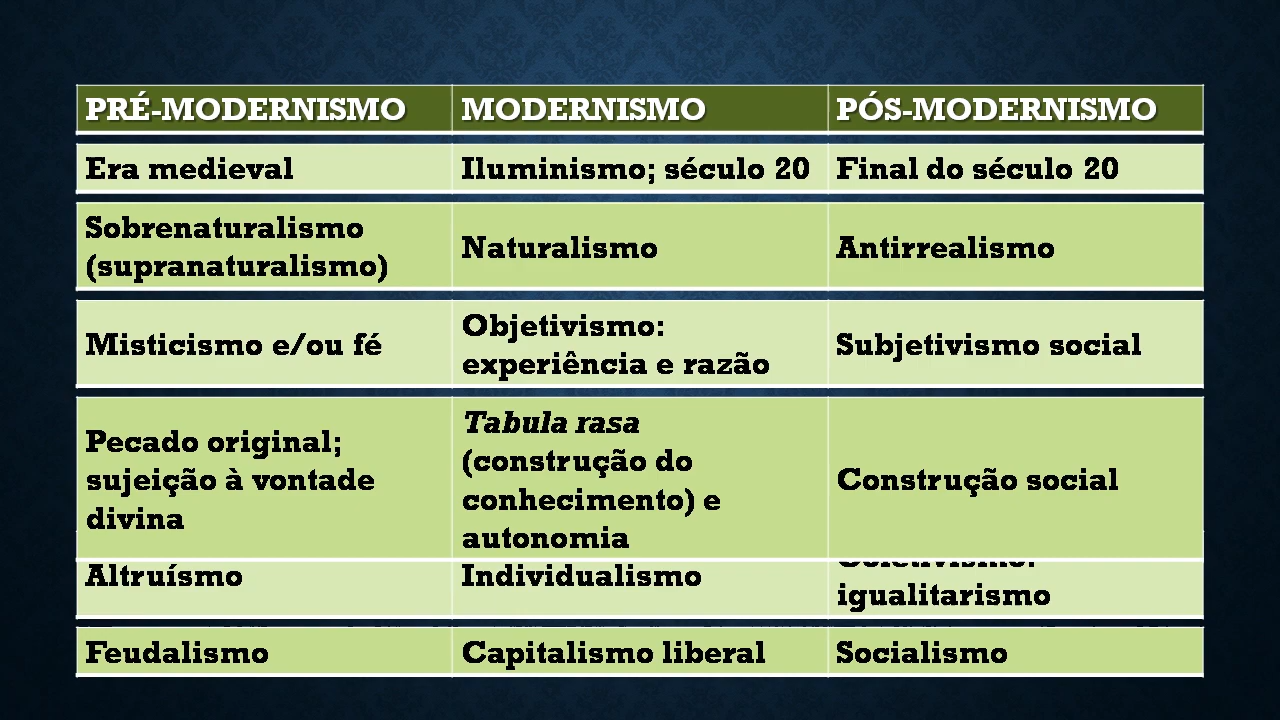 PRÉ-MODERNISMO MODERNISMO PÓS-MODERNISMO
Era medieval Iluminismo; século 20 Final do século 20
Sobrenaturalismo
(supranaturalismo)
Naturalismo
Antirrealismo
Misticismo e/ou fé
Objetivismo:
experiência e razão
Subjetivismo social
Pecado original;
sujeição à vontade
divina
Tabula rasa
(construção do
conhecimento) e
autonomia
Construção social
Altruísmo
Individualismo
igualitarismo
Feudalismo Capitalismo liberal Socialismo